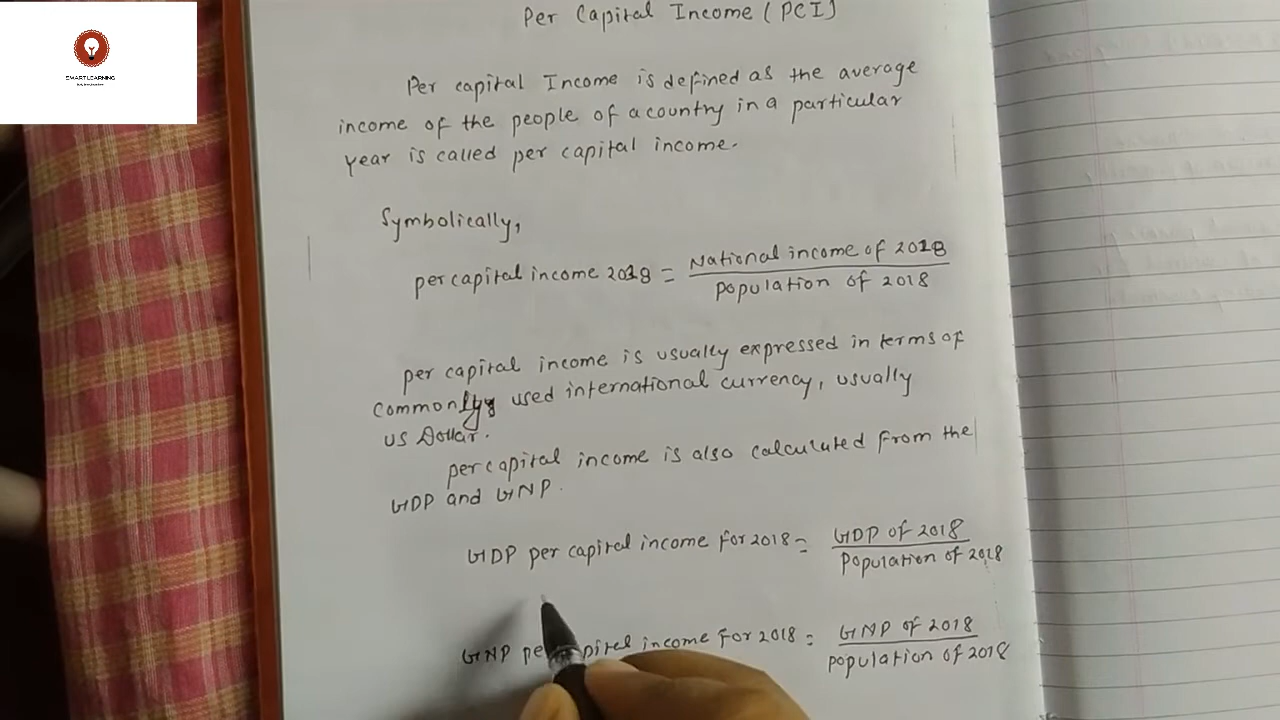 SMART LEARNING
Per Capital Income (PCI)
Per capital Income is defined as the average
income of the people of a country in a particular
year is called per capital income.
Symbolically,
per capital income 2018 = National income of 2018
population of 2018
per capital income is usually expressed in terms of
commonly used international currency, usually
US Dollar.
per capital income is also calculated from the
GDP and GNP.
GDP per capital income for 2018 = GDP of 2018
Population of 2018
GNP per capital income for 2018 = GNP of 2018
population of 2018